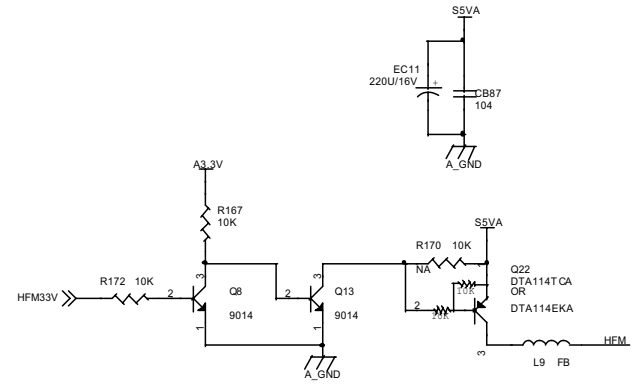 S5VA
EC11
220U/16V
+
CB87
104
A_GND
A3.3V
R167
10K
S5VA
R170 10K
NA
R172 10K
Q8
Q13
10K
Q22
DTA114TCA
OR
DTA114EKA
HFM33V
2
3
1
9014
2
3
1
9014
2
10K
1
3
HFM
L9 FB
A_GND